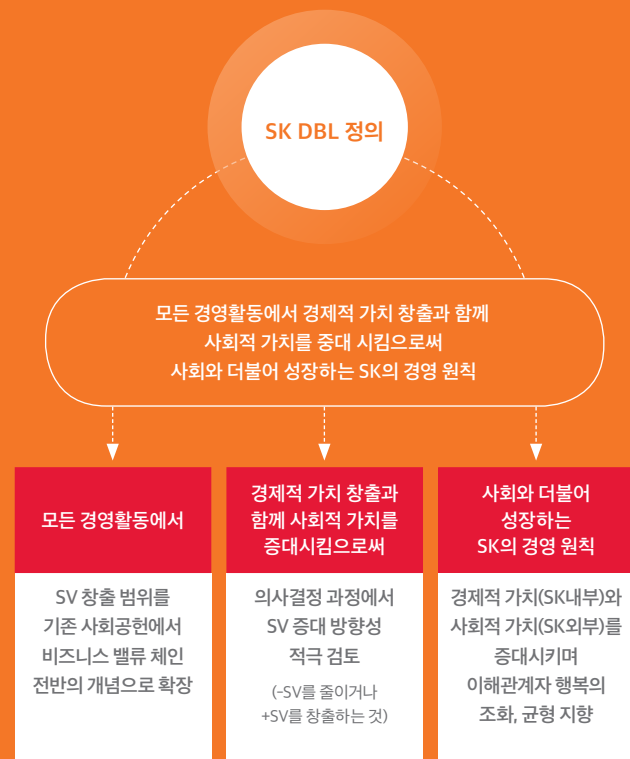 SK DBL 정의
모든 경영활동에서 경제적 가치 창출과 함께
사회적 가치를 중대 시킴으로써
사회와 더불어 성장하는 SK의 경영 원칙
모든 경영활동에서
SV 창출 범위를
기존 사회공헌에서
비즈니스 밸류 체인
전반의 개념으로 확장
경제적 가치 창출과
함께 사회적 가치를
증대시킴으로써
의사결정 과정에서
SV 증대 방향성
적극 검토
(-SV를 줄이거나
+SV를 창출하는 것)
사회와 더불어
성장하는
SK의 경영 원칙
경제적 가치(SK내부)와
사회적 가치(SK외부)를
증대시키며
이해관계자 행복의
조화, 균형 지향